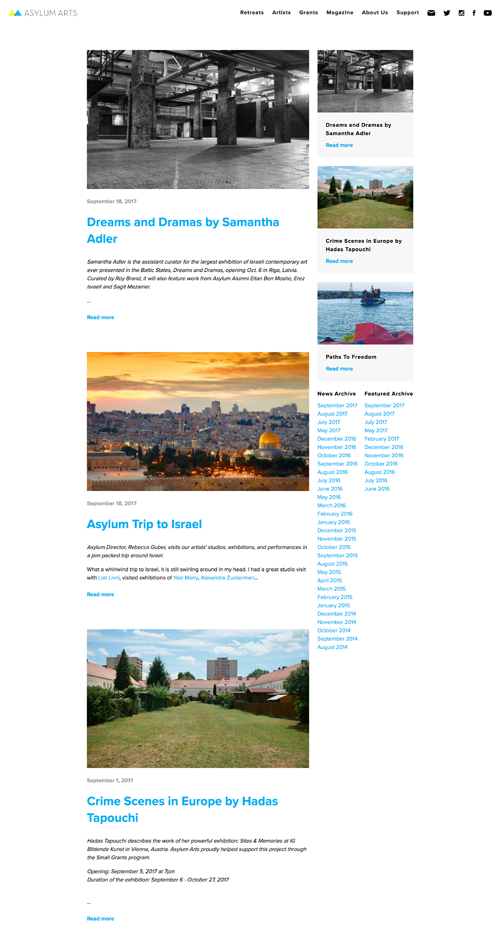 ASYLUM ARTS
Retreats Artists Grants Magazine About Us Support
September 18, 2017
Dreams and Dramas by Samantha
Adler
Samantha Adler is the assistant curator for the largest exhibition of Israeli contemporary art
ever presented in the Baltic States, Dreams and Dramas, opening Oct. 6 in Riga, Latvia.
Curated by Roy Brand, it will also feature work from Asylum Alumni Eitan Ben Moshe, Erez
Israeli and Sagit Mezamer.
...
Read more
September 18, 2017
Asylum Trip to Israel
Asylum Director, Rebecca Guber, visits our artists' studios, exhibitions, and performances in
a jam-packed trip around Israel.
What a whirlwind trip to Israel, it is still swirling around in my head. I had a great studio visit
with Liat Livni, visited exhibitions of Yael Meiry, Alexandra Zuckerman...
Read more
September 1, 2017
Crime Scenes in Europe by Hadas
Tapouchi
Hadas Tapouchi describes the work of her powerful exhibition: Sites & Memories at IG
Bildende Kunst in Vienna, Austria. Asylum Arts proudly helped support this project through
the Small Grants program.
Opening: September 5, 2017 at 7pm
Duration of the exhibition: September 6 - October 27, 2017
...
Read more
Dreams and Dramas by
Samantha Adler
Read more
Crime Scenes in Europe by
Hadas Tapouchi
Read more
Paths To Freedom
Read more
News Archive
September 2017
August 2017
July 2017
May 2017
December 2016
November 2016
October 2016
September 2016
August 2016
July 2016
June 2016
May 2016
March 2016
February 2016
January 2016
December 2015
November 2015
October 2015
September 2015
August 2015
May 2015
April 2015
March 2015
February 2015
January 2015
December 2014
November 2014
October 2014
September 2014
August 2014
Featured Archive
September 2017
August 2017
July 2017
May 2017
February 2017
December 2016
November 2016
October 2016
August 2016
July 2016
June 2016